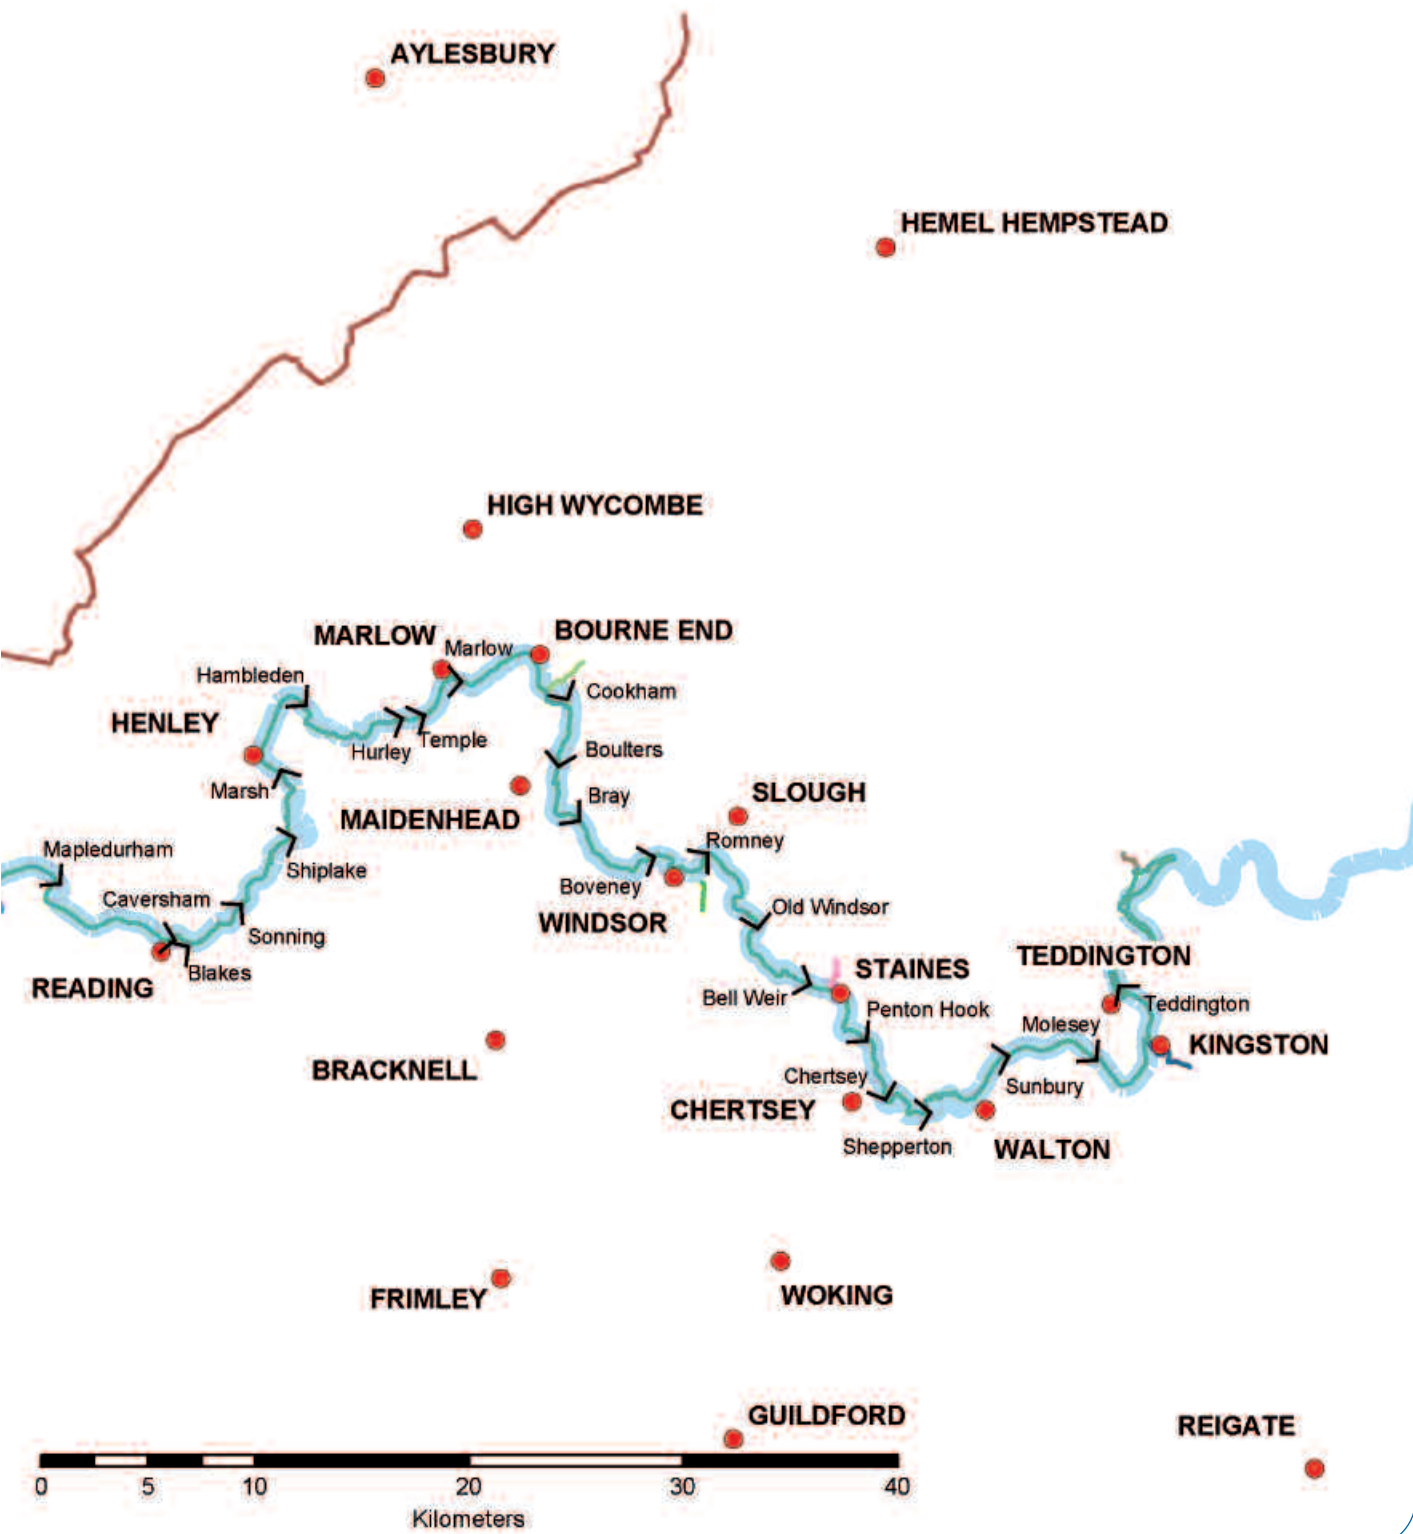 AYLESBURY
HEMEL HEMPSTEAD
HIGH WYCOMBE
MARLOW
Marlow
BOURNE END
Hambleden
Cookham
HENLEY
Hurley
Temple
Boulters
Marsh
Bray
SLOUGH
MAIDENHEAD
Romney
Mapledurham
Shiplake
Boveney
Caversham
Old Windsor
WINDSOR
Sonning
TEDDINGTON
Blakes
STAINES
READING
Bell Weir
Penton Hook
Teddington
Molesey
KINGSTON
BRACKNELL
Chertsey
Sunbury
CHERTSEY
Shepperton
WALTON
FRIMLEY
WOKING
GUILDFORD
REIGATE
0 5 10 20 30 40
Kilometers